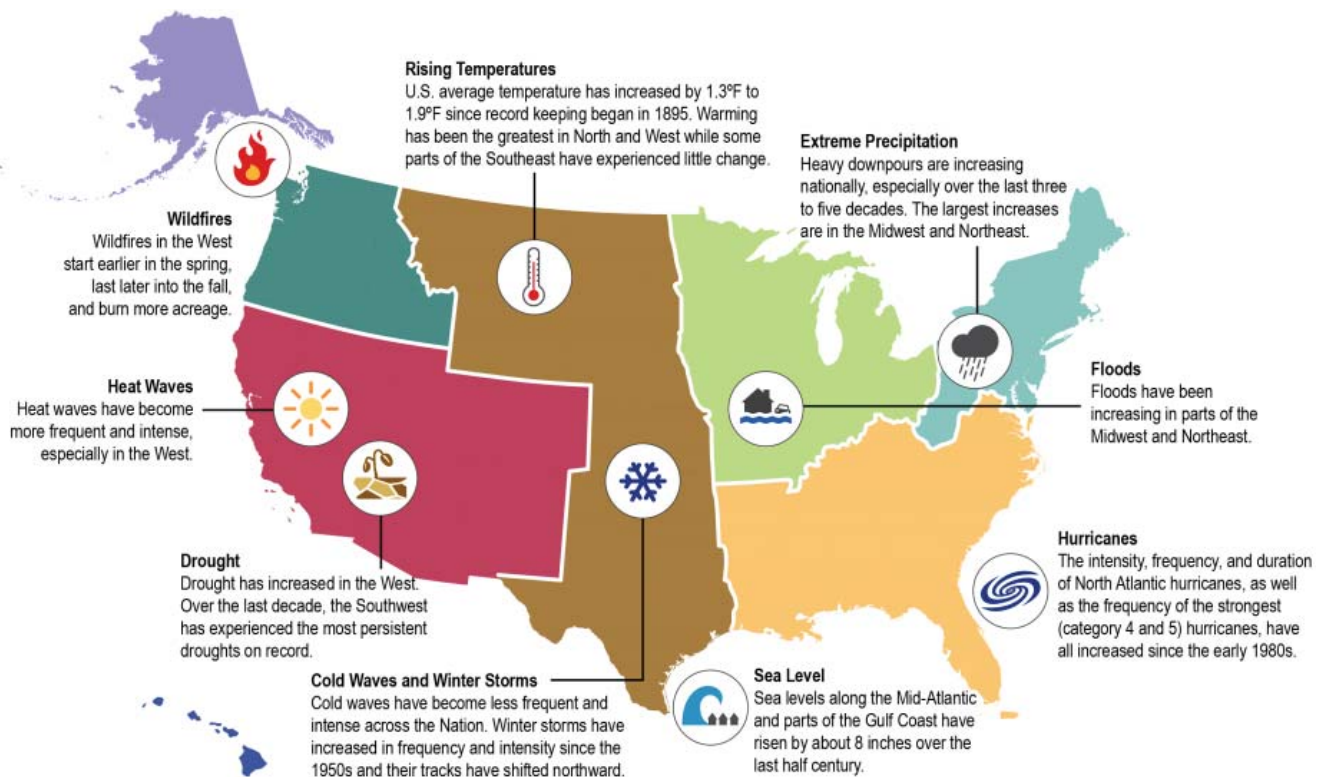 Rising Temperatures
U.S. average temperature has increased by 1.3ºF to
1.9ºF since record keeping began in 1895. Warming
has been the greatest in North and West while some
parts of the Southeast have experienced little change.
Extreme Precipitation
Heavy downpours are increasing
nationally, especially over the last three
to five decades. The largest increases
are in the Midwest and Northeast.
Wildfires
Wildfires in the West
start earlier in the spring,
last later into the fall,
and burn more acreage.
Heat Waves
Heat waves have become
more frequent and intense,
especially in the West.
Floods
Floods have been
increasing in parts of the
Midwest and Northeast.
Drought
Drought has increased in the West.
Over the last decade, the Southwest
has experienced the most persistent
droughts on record.
Hurricanes
The intensity, frequency, and duration
of North Atlantic hurricanes, as well
as the frequency of the strongest
(category 4 and 5) hurricanes, have
all increased since the early 1980s.
Cold Waves and Winter Storms
Cold waves have become less frequent and
intense across the Nation. Winter storms have
increased in frequency and intensity since the
1950s and their tracks have shifted northward.
Sea Level
Sea levels along the Mid-Atlantic
and parts of the Gulf Coast have
risen by about 8 inches over the
last half century.